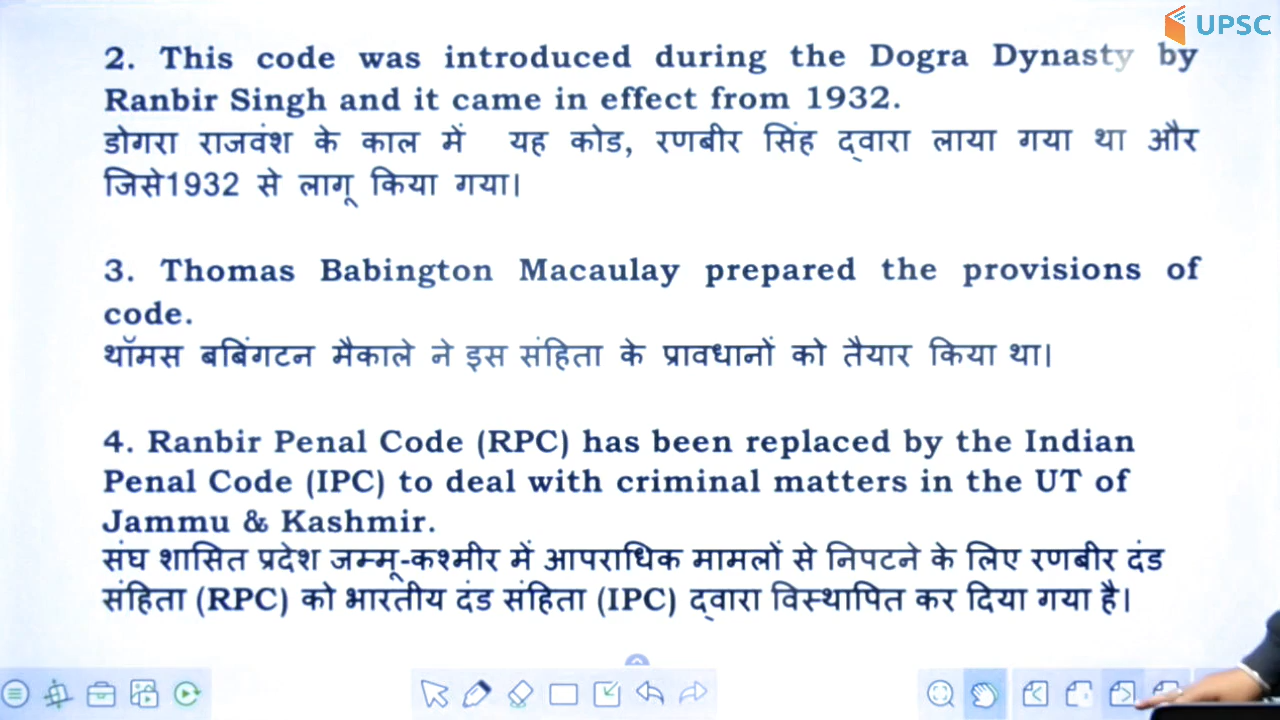 UPSC
2. This code was introduced during the Dogra Dynasty by
Ranbir Singh and it came in effect from 1932.
डोगरा राजवंश के काल में यह कोड, रणबीर सिंह द्वारा लाया गया था और
जिसे1932 से लागू किया गया।
3. Thomas Babington Macaulay prepared the provisions of
code.
थॉमस बबिंगटन मैकाले ने इस संहिता के प्रावधानों को तैयार किया था।
4. Ranbir Penal Code (RPC) has been replaced by the Indian
Penal Code (IPC) to deal with criminal matters in the UT of
Jammu & Kashmir.
संघ शासित प्रदेश जम्मू-कश्मीर में आपराधिक मामलों से निपटने के लिए रणबीर दंड
संहिता (RPC) को भारतीय दंड संहिता (IPC) द्वारा विस्थापित कर दिया गया है।